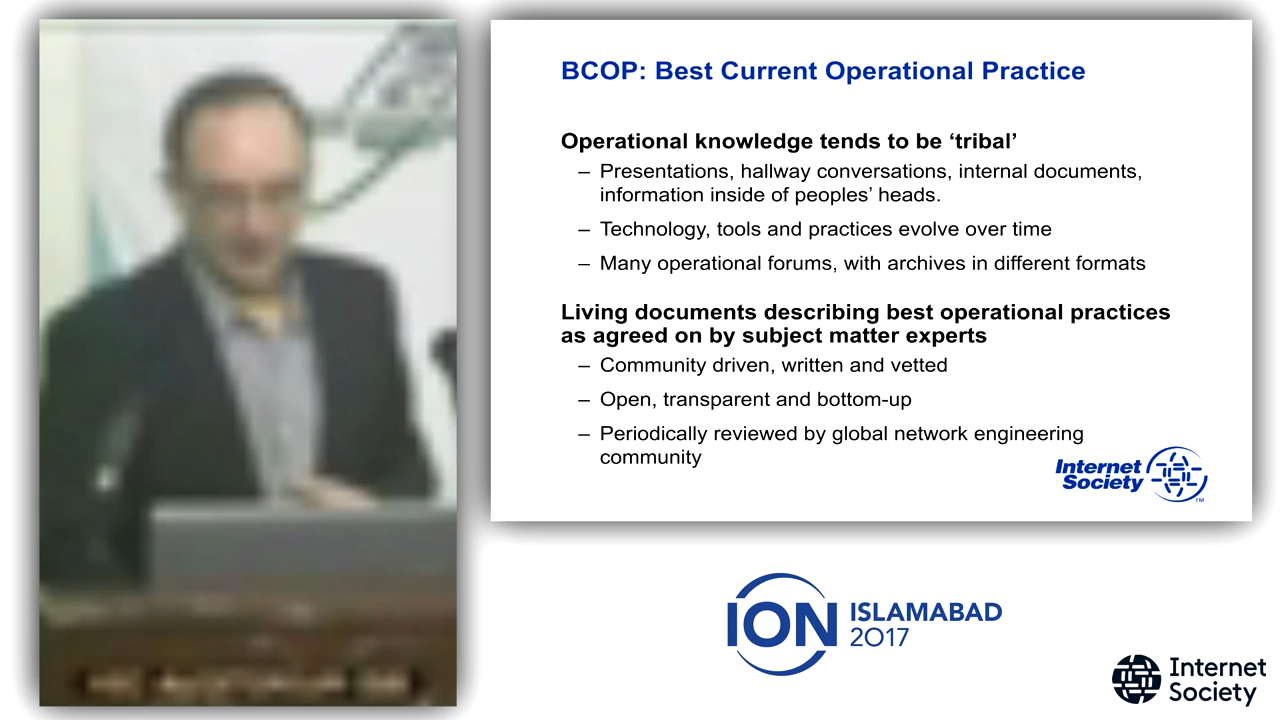 BCOP: Best Current Operational Practice
Operational knowledge tends to be ‘tribal’
– Presentations, hallway conversations, internal documents,
information inside of peoples’ heads.
– Technology, tools and practices evolve over time
– Many operational forums, with archives in different formats
Living documents describing best operational practices
as agreed on by subject matter experts
– Community driven, written and vetted
– Open, transparent and bottom-up
– Periodically reviewed by global network engineering
community
Internet
Society
TM
ION ISLAMABAD
2017
Internet
Society